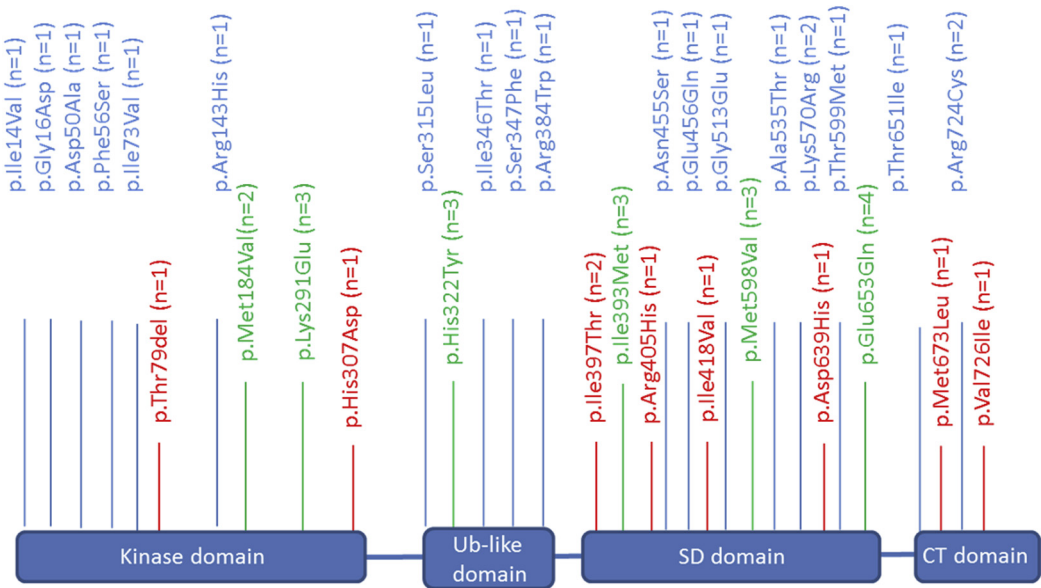 p.Ile14Val (n=1)
p.Gly16Asp (n=1)
p.Asp50Ala (n=1)
p.Phe56Ser (n=1)
p.Ile73Val (n=1)
p.Arg143His (n=1)
p.Ser315Leu (n=1)
p.Ile346Thr (n=1)
p.Ser347Phe (n=1)
p.Arg384Trp (n=1)
p.Asn455Ser (n=1)
p.Glu456Gln (n=1)
p.Gly513Glu (n=1)
p.Ala535Thr (n=1)
p.Lys570Arg (n=2)
p.Thr599Met (n=1)
p.Thr651Ile (n=1)
p.Arg724Cys (n=2)
p.Thr79del (n=1)
p.Met184Val(n=2)
p.Lys291Glu (n=3)
p.His307Asp (n=1)
p.His322Tyr (n=3)
p.Ile397Thr (n=2)
p.Ile393Met (n=3)
p.Arg405His (n=1)
p.Ile418Val (n=1)
p.Met598Val (n=3)
p.Asp639His (n=1)
p.Glu653Gln (n=4)
p.Met673Leu (n=1)
p.Val726Ile (n=1)
Kinase domain
Ub-like
domain
SD domain
CT domain